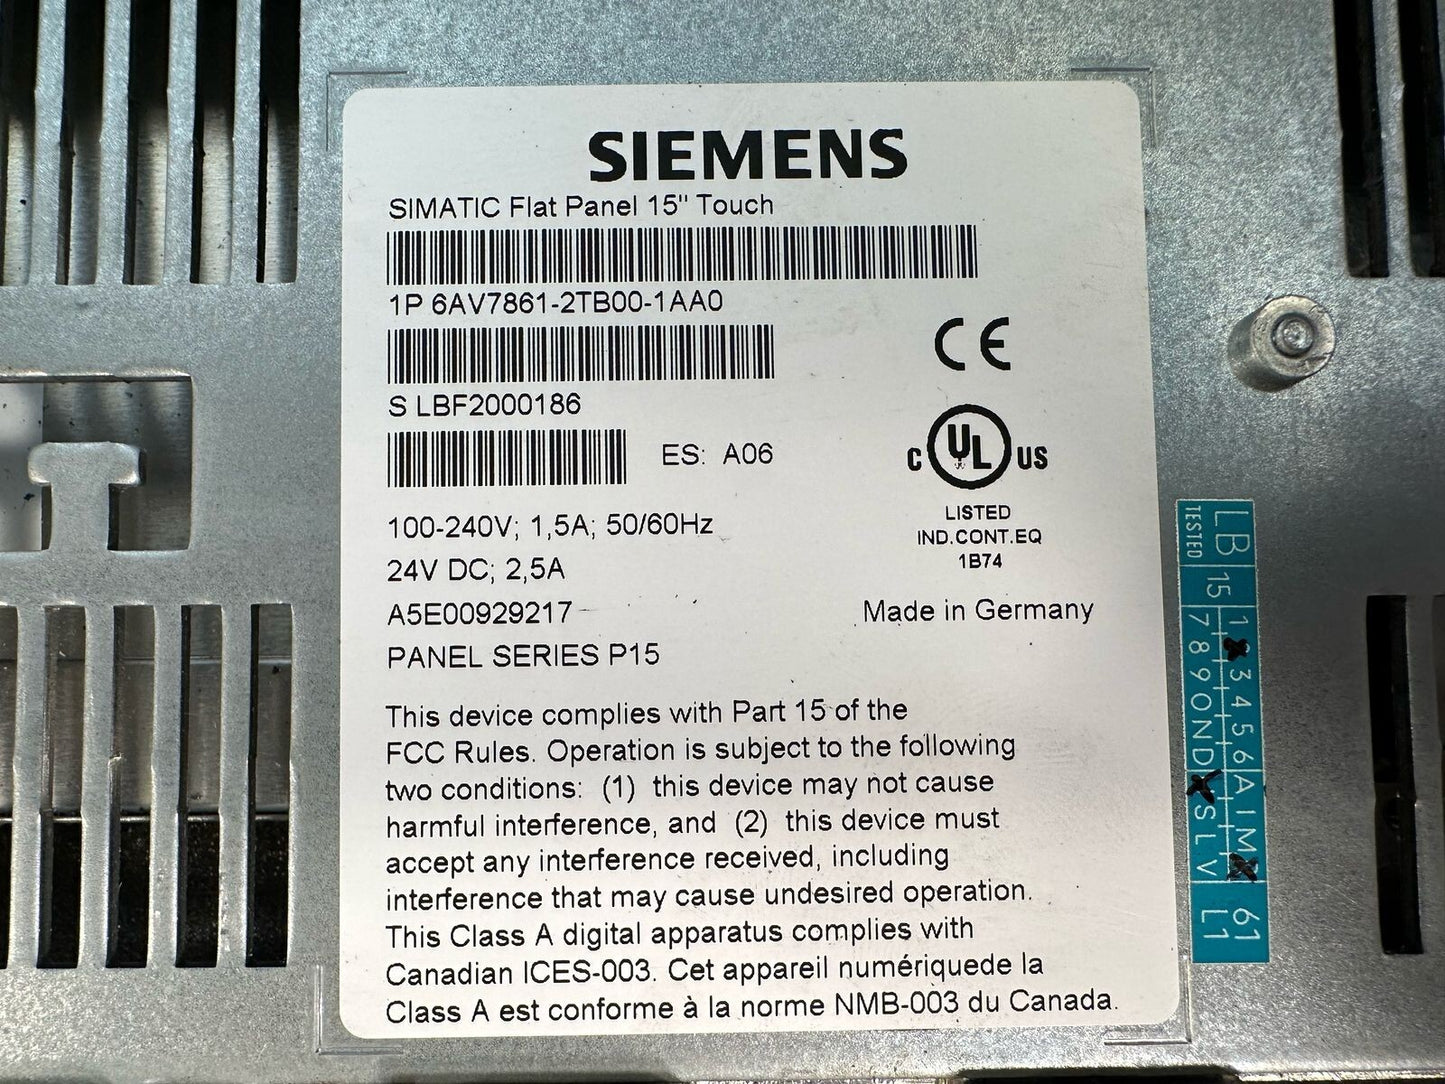 SIEMENS
SIMATIC Flat Panel 15" Touch
1P 6AV7861-2TB00-1AA0
S LBF2000186
ES: A06
100-240V; 1,5A; 50/60Hz
24V DC; 2,5A
A5E00929217
PANEL SERIES P15
CE
C UL US
LISTED
IND.CONT.EQ
1B74
Made in Germany
This device complies with Part 15 of the
FCC Rules. Operation is subject to the following
two conditions: (1) this device may not cause
harmful interference, and (2) this device must
accept any interference received, including
interference that may cause undesired operation.
This Class A digital apparatus complies with
Canadian ICES-003. Cet appareil numériquede la
Class A est conforme à la norme NMB-003 du Canada.
LB 15 1 3 4 5 6 A I M 61
TESTED 7 8 9 O N D S L V L1